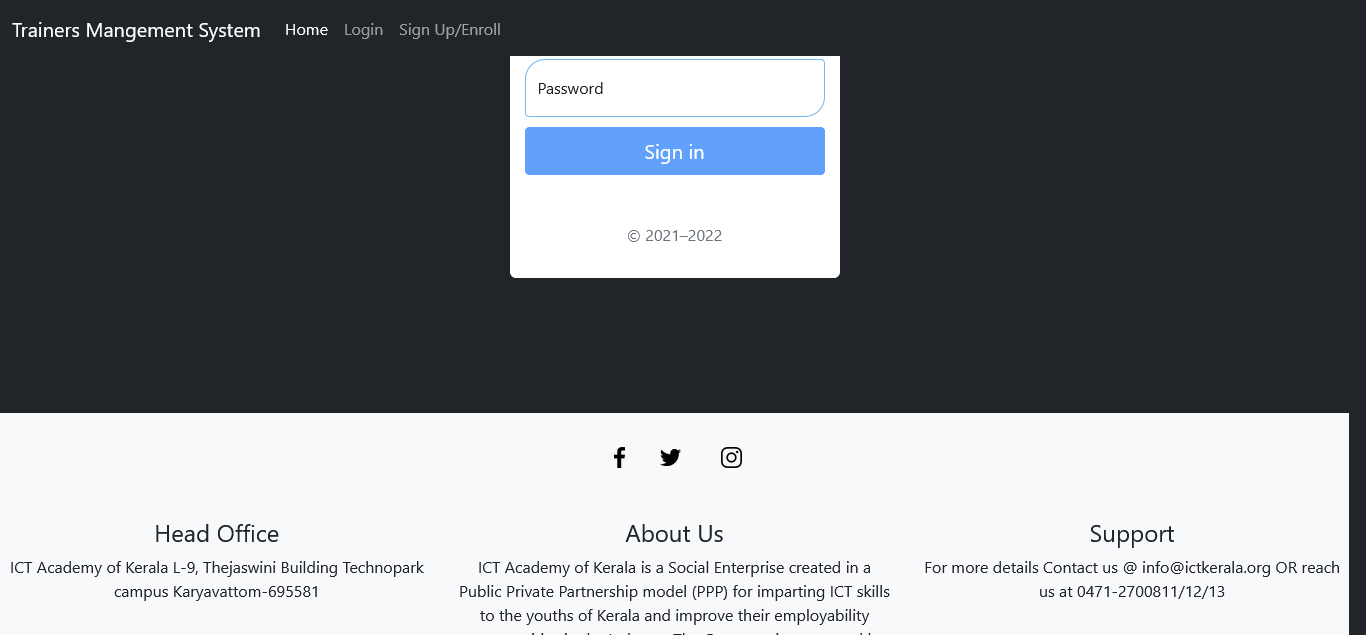 Trainers Mangement System Home Login Sign Up/Enroll
Password
Sign in
© 2021–2022
Head Office
ICT Academy of Kerala L-9, Thejaswini Building Technopark
campus Karyavattom-695581
About Us
ICT Academy of Kerala is a Social Enterprise created in a
Public Private Partnership model (PPP) for imparting ICT skills
to the youths of Kerala and improve their employability
Support
For more details Contact us @ info@ictkerala.org OR reach
us at 0471-2700811/12/13